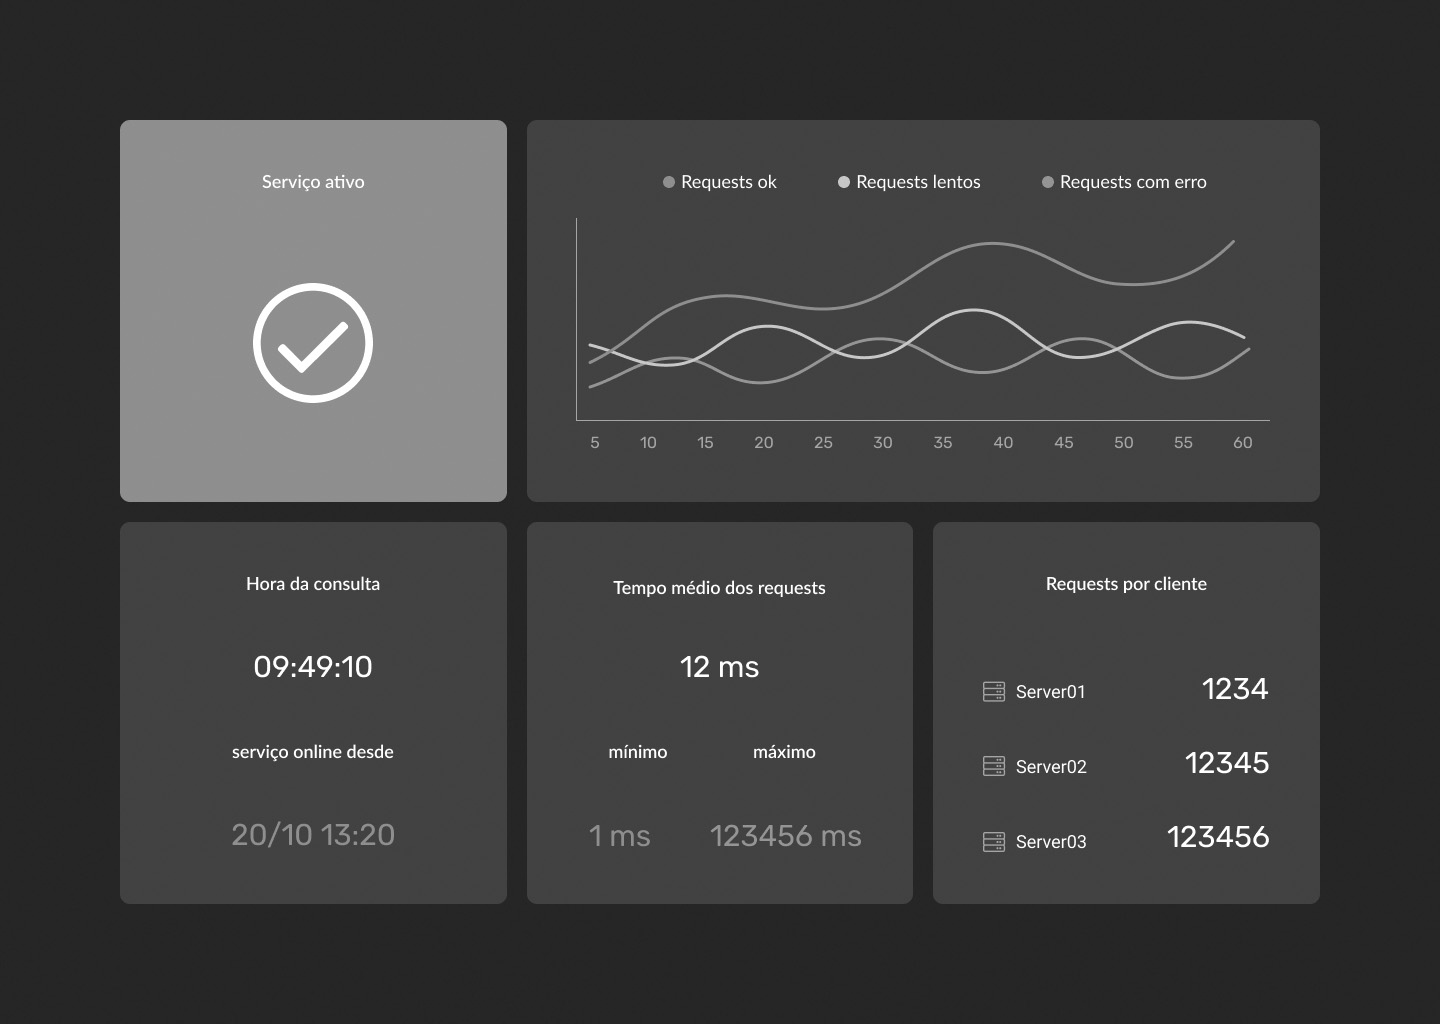 Serviço ativo
Requests ok
Requests lentos
Requests com erro
5 10 15 20 25 30 35 40 45 50 55 60
Hora da consulta
09:49:10
serviço online desde
20/10 13:20
Tempo médio dos requests
12 ms
mínimo máximo
1 ms 123456 ms
Requests por cliente
Server01 1234
Server02 12345
Server03 123456